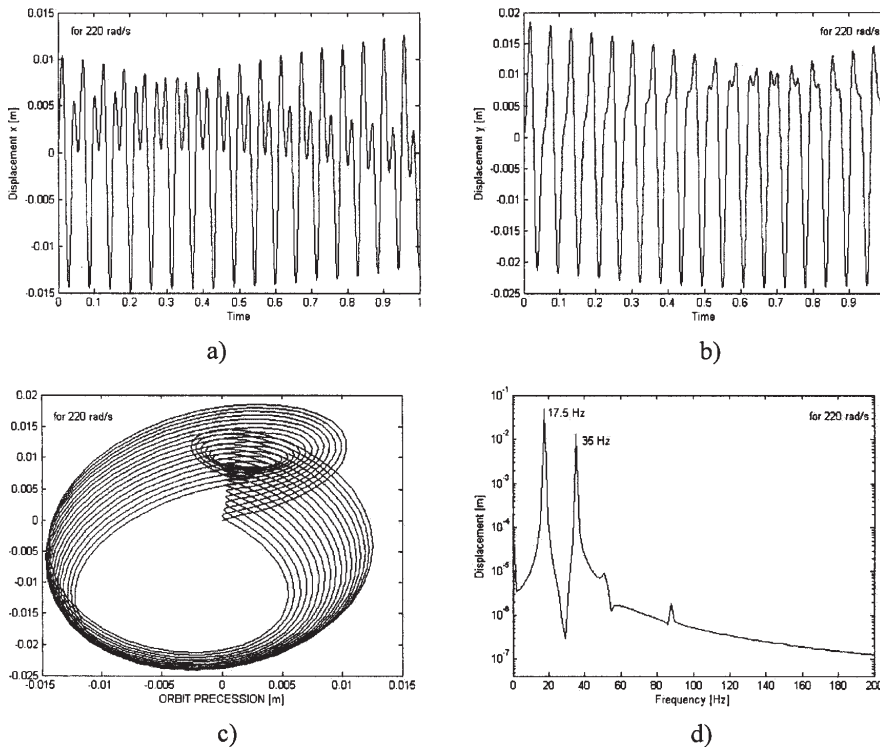 0.015
for 220 rad/s
0.01
0.005
0
-0.005
-0.01
-0.015
Displacement x [m]
0 0.1 0.2 0.3 0.4 0.5 0.6 0.7 0.8 0.9 1
Time
a)
0.02
for 220 rad/s
0.015
0.01
0.005
0
-0.005
-0.01
-0.015
-0.02
-0.025
Displacement y [m]
0 0.1 0.2 0.3 0.4 0.5 0.6 0.7 0.8 0.9
Time
b)
0.02
for 220 rad/s
0.015
0.01
0.005
0
-0.005
-0.01
-0.015
-0.02
-0.025
-0.015 -0.01 -0.005 0 0.005 0.01 0.015
ORBIT PRECESSION [m]
c)
10-1
17.5 Hz
for 220 rad/s
10-2
35 Hz
10-3
10-4
10-5
10-6
10-7
Displacement [m]
0 20 40 60 80 100 120 140 160 180 200
Frequency [Hz]
d)